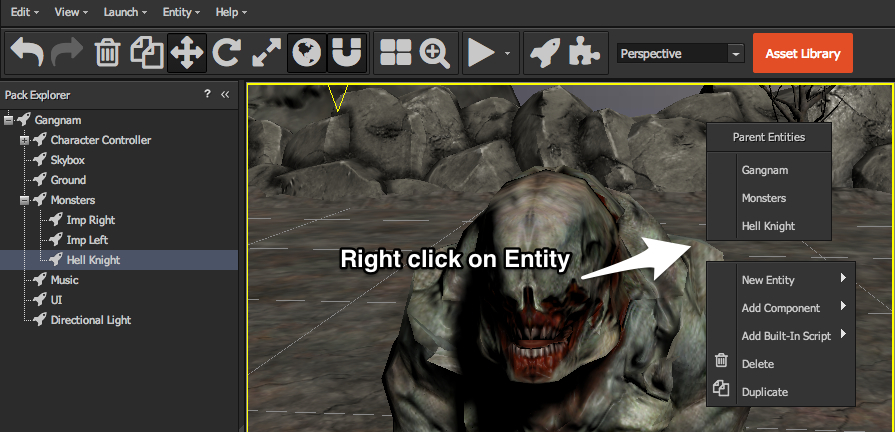 Edit View Launch Entity Help
Perspective
Asset Library
Pack Explorer ? «
Gangnam
Character Controller
Skybox
Ground
Monsters
Imp Right
Imp Left
Hell Knight
Music
UI
Directional Light
Right click on Entity
Parent Entities
Gangnam
Monsters
Hell Knight
New Entity
Add Component
Add Built-In Script
Delete
Duplicate